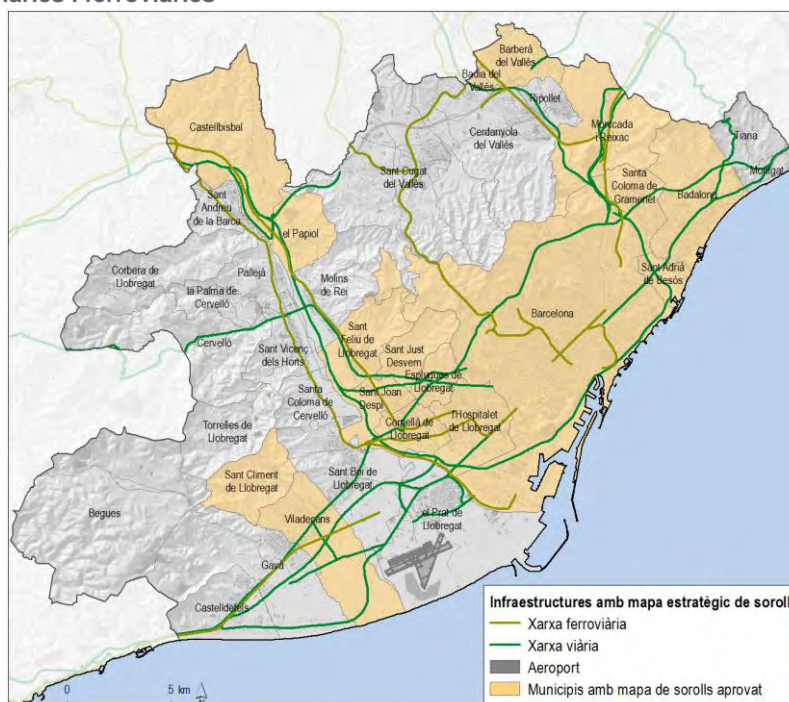 Barberà
del Vallès
Badia del
Vallès
Ripollet
Castellbisbal
Cerdanyola
del Vallès
Montcada
i Reixac
Tiana
Sant Cugat
del Vallès
Santa
Coloma de
Gramenet
Montgat
Badalona
Sant
Andreu
de la Barca
el Papiol
Corbera de
Llobregat
Pallejà
Molins
de Rei
Sant Adrià
de Besòs
la Palma de
Cervelló
Barcelona
Cervelló
Sant
Feliu de
Llobregat
Sant Vicenç
dels Horts
Sant Just
Desvern
Esplugues de
Llobregat
Santa
Coloma de
Cervelló
Sant Joan
Despí
Torrelles de
Llobregat
Cornellà de
Llobregat
l'Hospitalet
de Llobregat
Sant Climent
de Llobregat
Sant Boi de
Llobregat
Begues
Viladecans
el Prat de
Llobregat
Gavà
Castelldefels
0 5 km
Infraestructures amb mapa estratègic de soroll
Xarxa ferroviària
Xarxa viària
Aeroport
Municipis amb mapa de sorolls aprovat